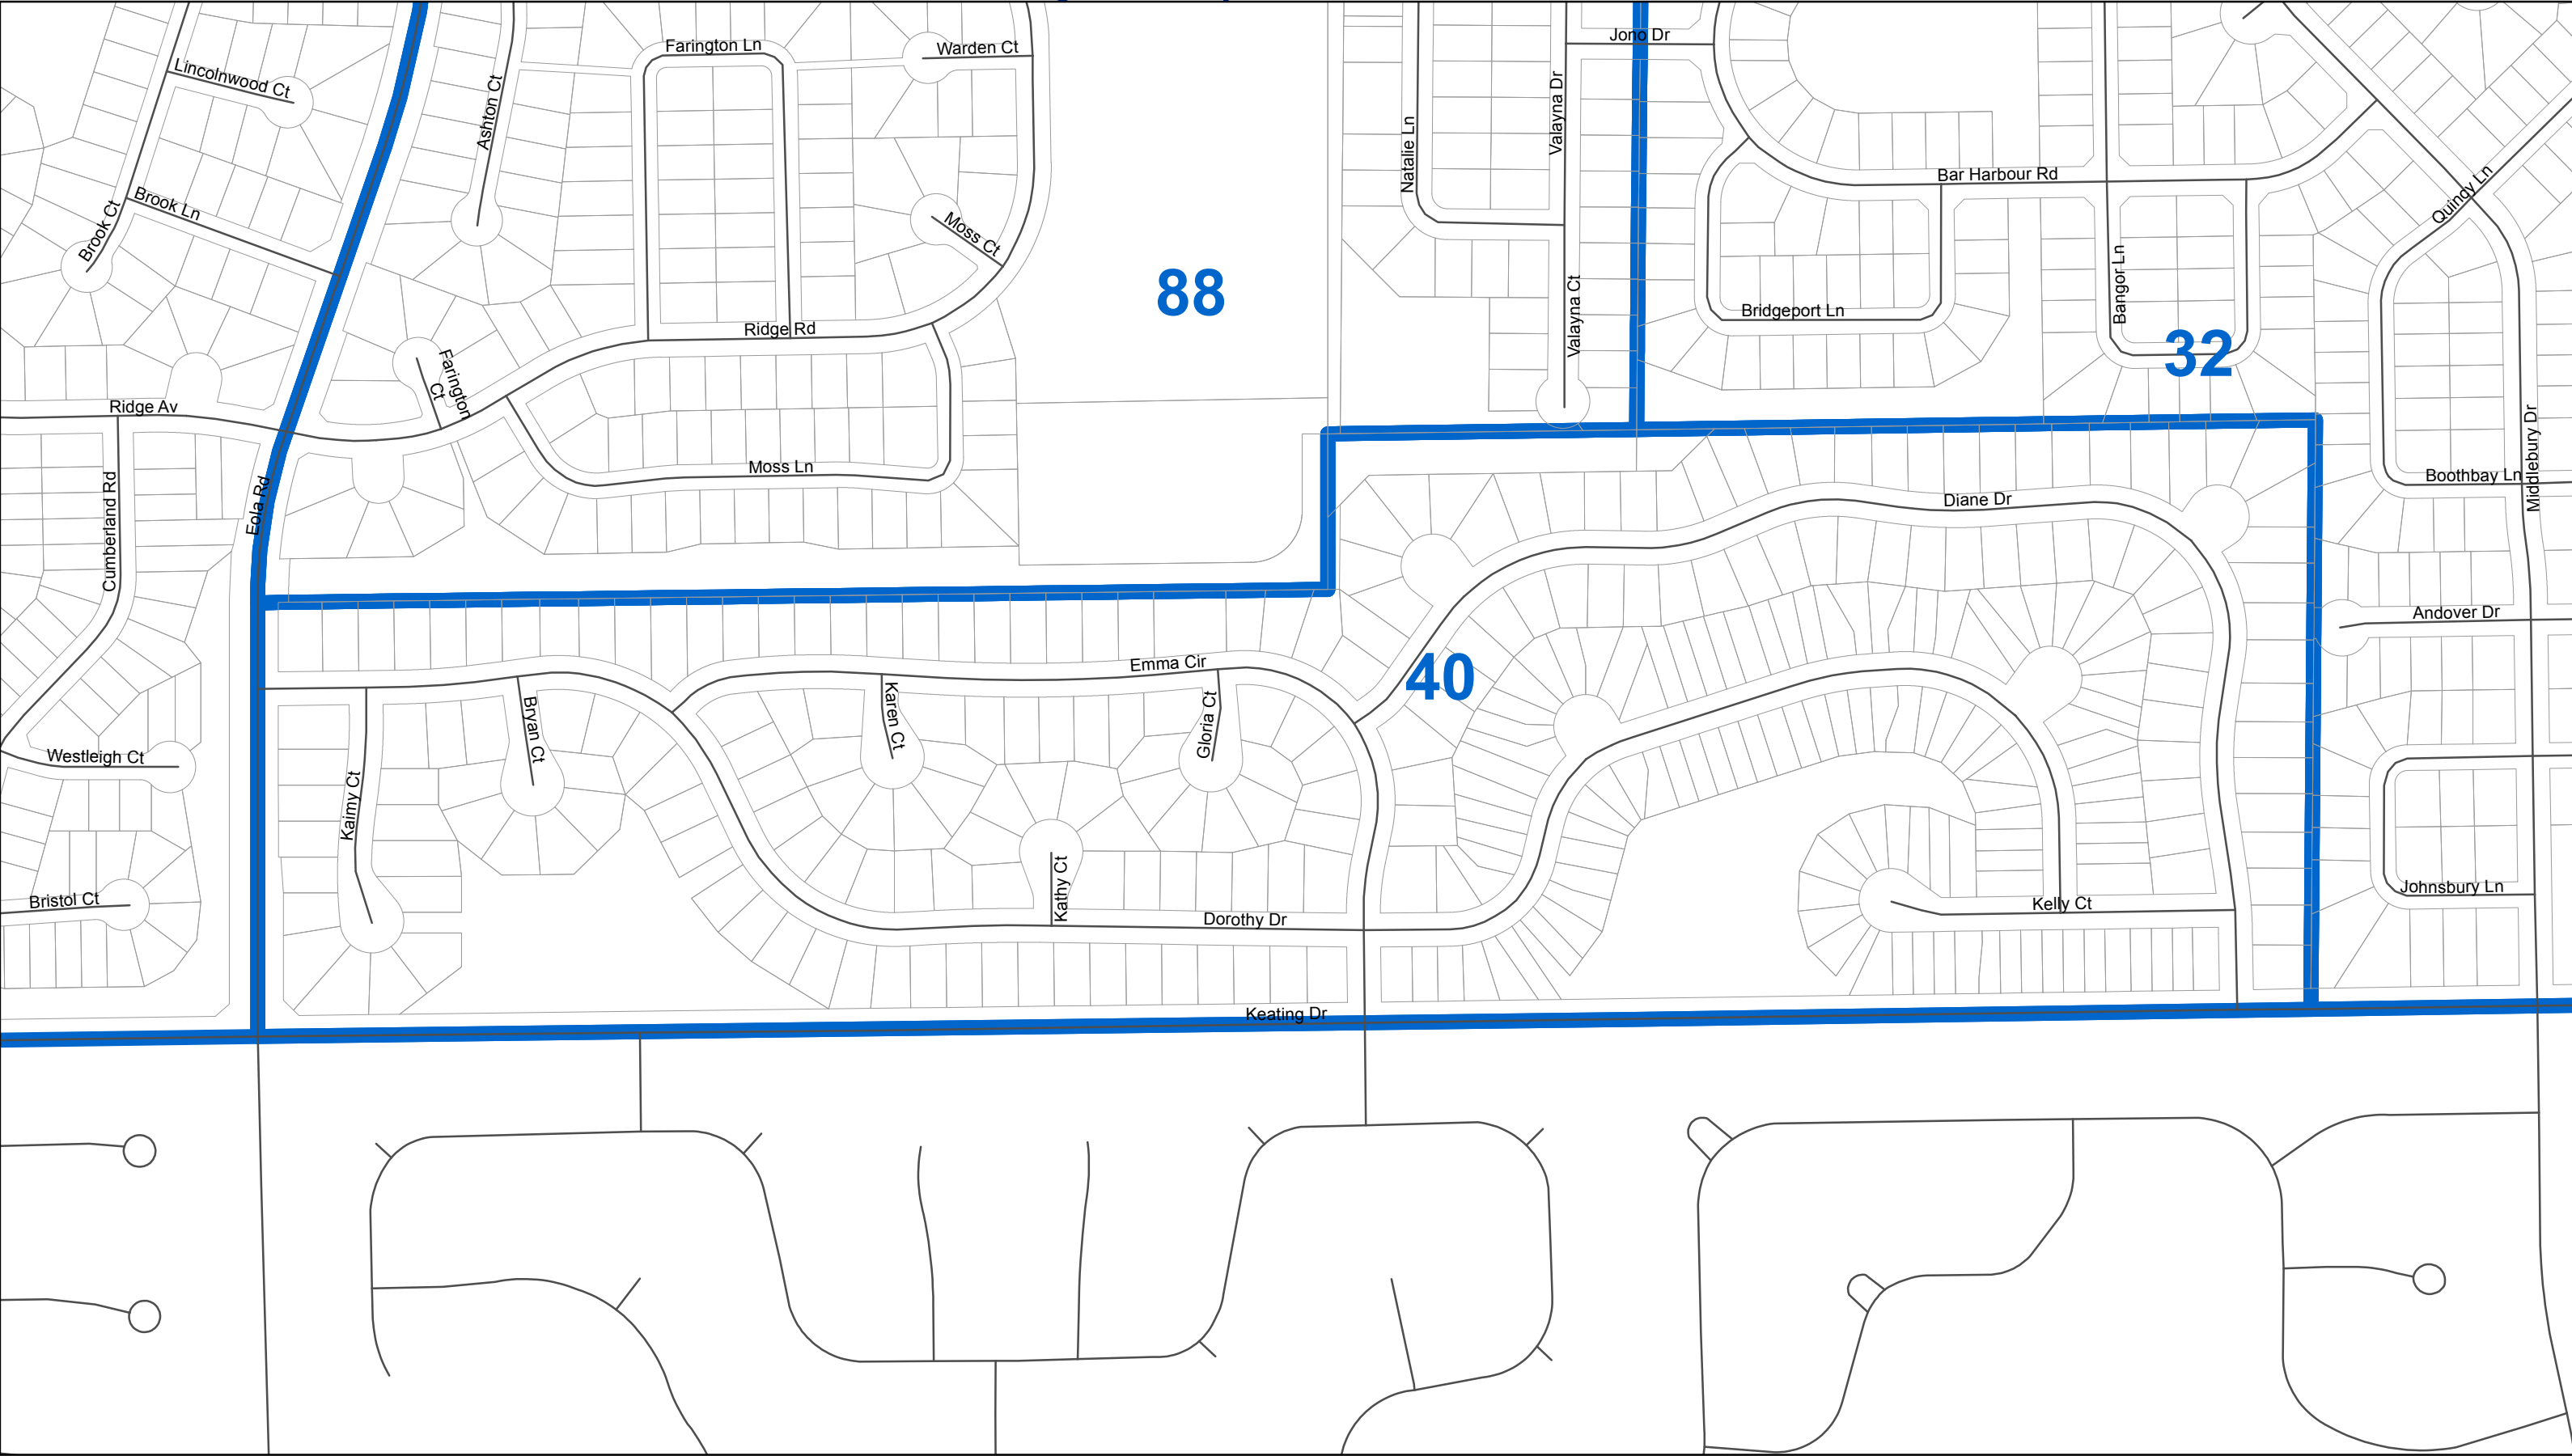 Farington Ln
Warden Ct
Jono Dr
Lincolnwood Ct
Ashton Ct
Valayna Dr
Natalie Ln
Bar Harbour Rd
Brook Ln
Brook Ct
Moss Ct
Quindy Ln
88
Bangor Ln
Valayna Ct
Bridgeport Ln
Ridge Rd
32
Farington
Ct
Ridge Av
Moss Ln
Middlebury Dr
Boothbay Ln
Cumberland Rd
Eola Rd
Diane Dr
Andover Dr
Emma Cir
40
Karen Ct
Gloria Ct
Bryan Ct
Westleigh Ct
Kaimy Ct
Kathy Ct
Johnsbury Ln
Bristol Ct
Kelly Ct
Dorothy Dr
Keating Dr